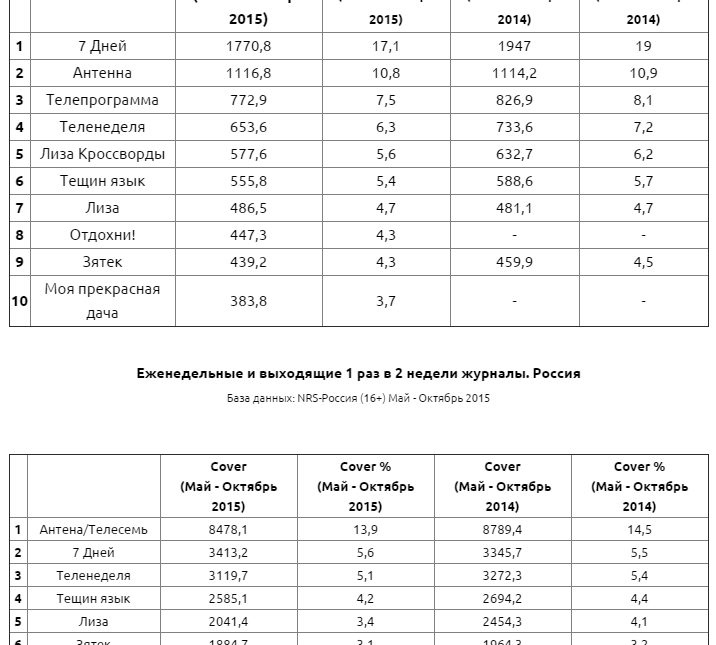 2015) 2015) 2014) 2014)
1 7 Дней 1770,8 17,1 1947 19
2 Антенна 1116,8 10,8 1114,2 10,9
3 Телепрограмма 772,9 7,5 826,9 8,1
4 Теленеделя 653,6 6,3 733,6 7,2
5 Лиза Кроссворды 577,6 5,6 632,7 6,2
6 Тещин язык 555,8 5,4 588,6 5,7
7 Лиза 486,5 4,7 481,1 4,7
8 Отдохни! 447,3 4,3 - -
9 Зятек 439,2 4,3 459,9 4,5
10 Моя прекрасная дача 383,8 3,7 - -
Еженедельные и выходящие 1 раз в 2 недели журналы. Россия
База данных: NRS-Россия (16+) Май - Октябрь 2015
Cover Cover % Cover Cover %
(Май - Октябрь (Май - Октябрь (Май - Октябрь (Май - Октябрь
2015) 2015) 2014) 2014)
1 Антена/Телесемь 8478,1 13,9 8789,4 14,5
2 7 Дней 3413,2 5,6 3345,7 5,5
3 Теленеделя 3119,7 5,1 3272,3 5,4
4 Тещин язык 2585,1 4,2 2694,2 4,4
5 Лиза 2041,4 3,4 2454,3 4,1
6 Зятек 1884,7 3,1 1964,3 3,2